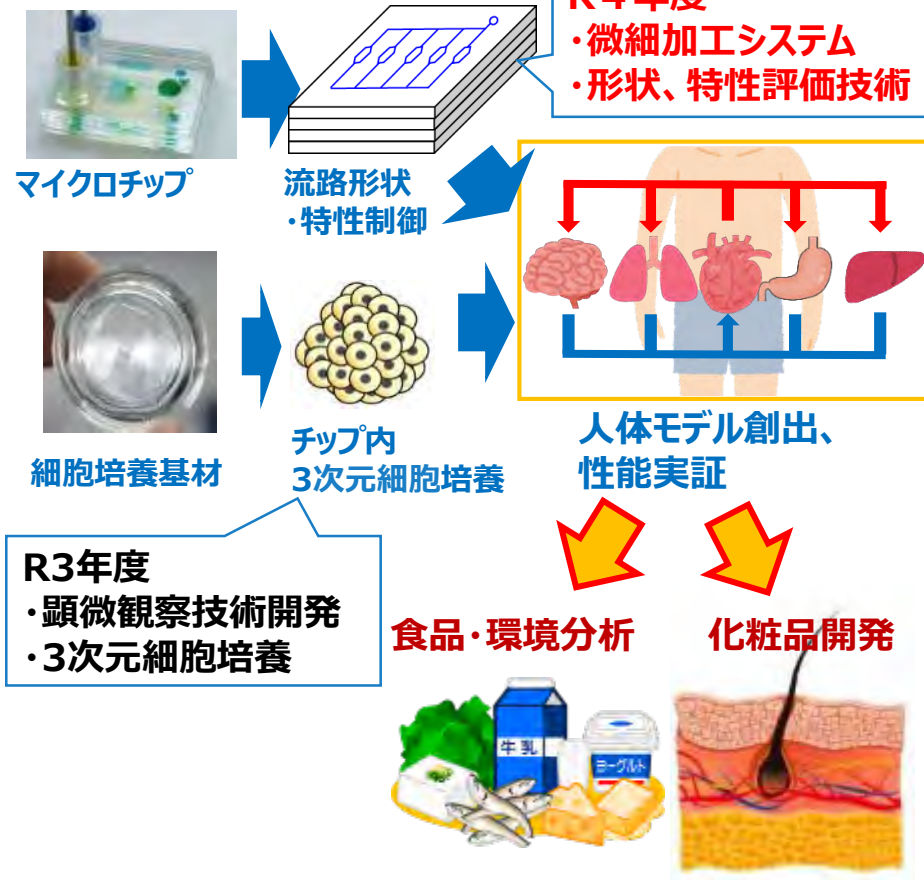 R4年度
・微細加工システム
・形状、特性評価技術
マイクロチップ
流路形状
・特性制御
細胞培養基材
チップ内
3次元細胞培養
人体モデル創出、
性能実証
R3年度
・顕微観察技術開発
・3次元細胞培養
食品・環境分析
化粧品開発
牛乳
ヨーグルト